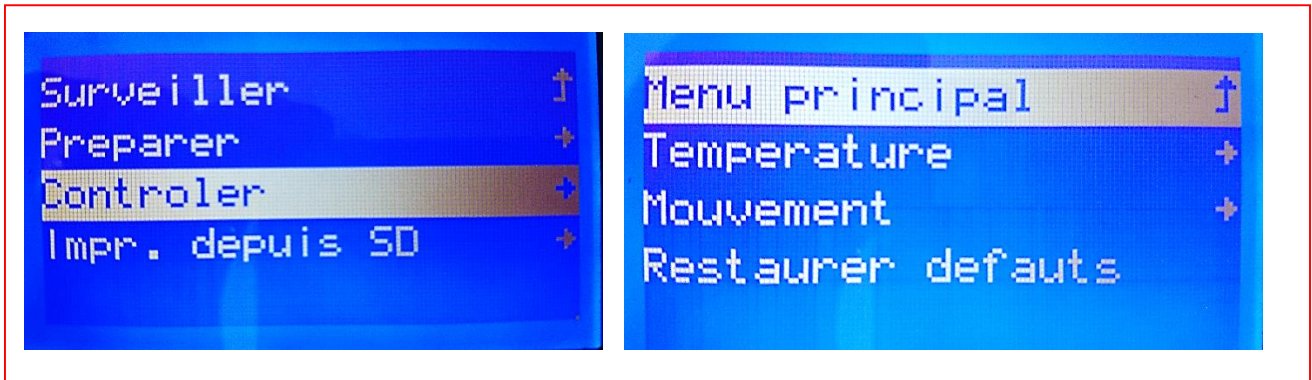 Surveiller
Preparer
Controler
Impr. depuis SD
Menu principal
Temperature
Mouvement
Restaurer defauts